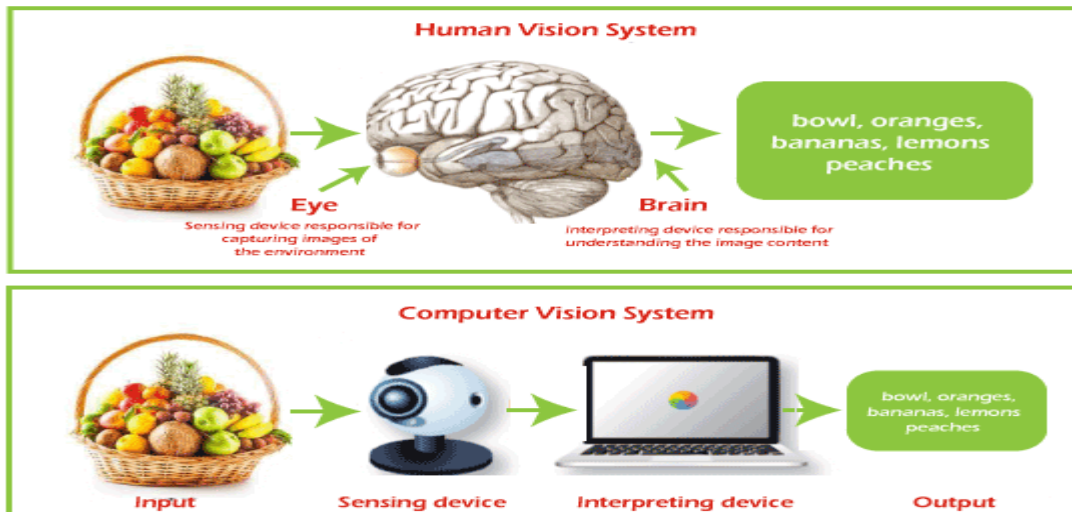 Human Vision System
bowl, oranges,
bananas, lemons
peaches
Eye
Sensing device responsible for
capturing images of
the environment
Brain
Interpreting device responsible for
understanding the image content
Computer Vision System
bowl, oranges,
bananas, lemons
peaches
Input
Sensing device
Interpreting device
Output